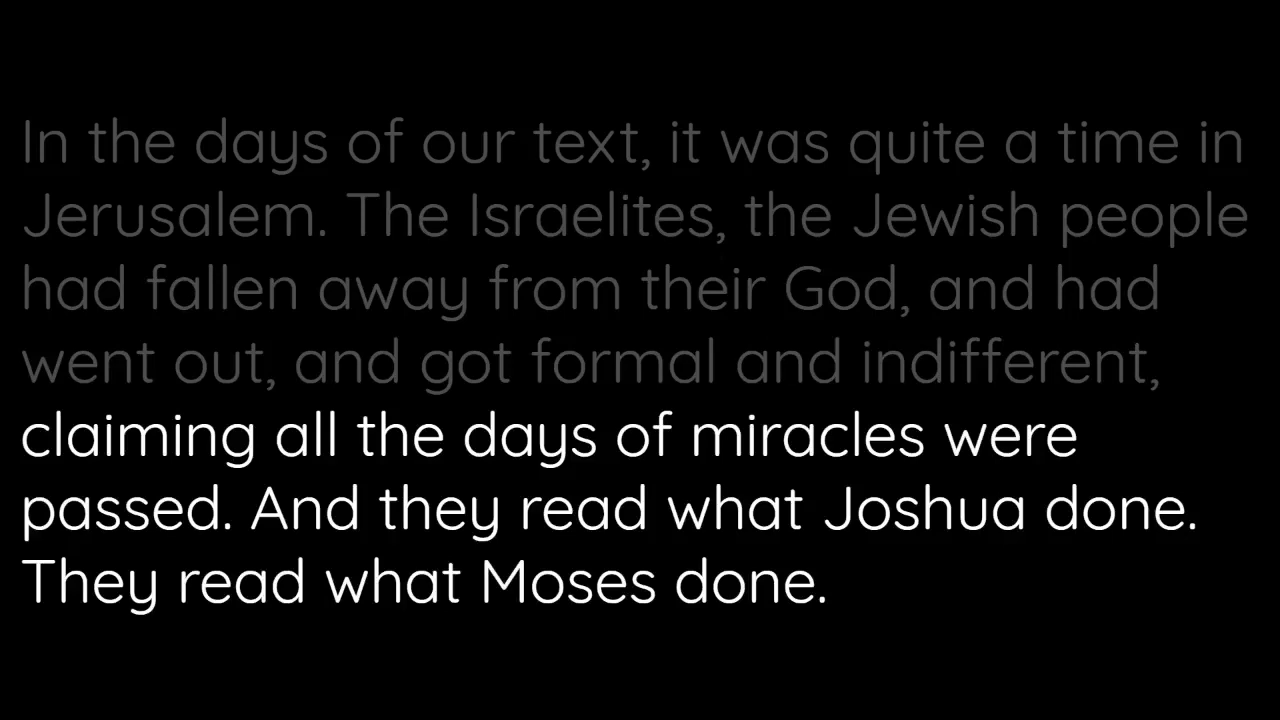 In the days of our text, it was quite a time in
Jerusalem. The Israelites, the Jewish people
had fallen away from their God, and had
went out, and got formal and indifferent,
claiming all the days of miracles were
passed. And they read what Joshua done.
They read what Moses done.